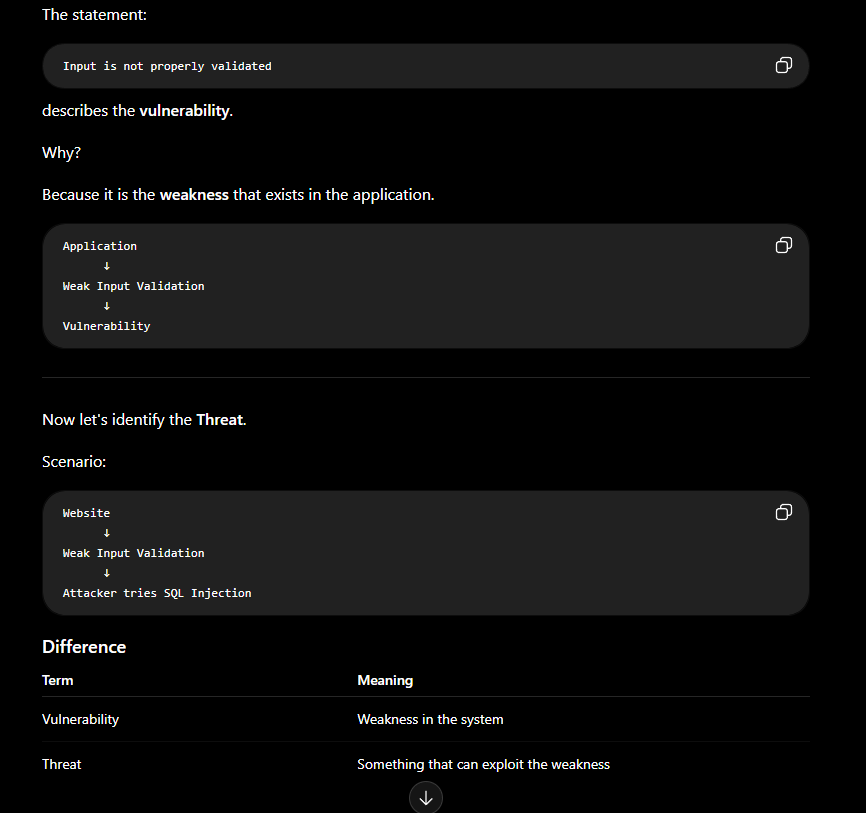 The statement:
Input is not properly validated
describes the vulnerability.
Why?
Because it is the weakness that exists in the application.
Application
↓
Weak Input Validation
↓
Vulnerability
Now let's identify the Threat.
Scenario:
Website
↓
Weak Input Validation
↓
Attacker tries SQL Injection
Difference
Term Meaning
Vulnerability Weakness in the system
Threat Something that can exploit the weakness